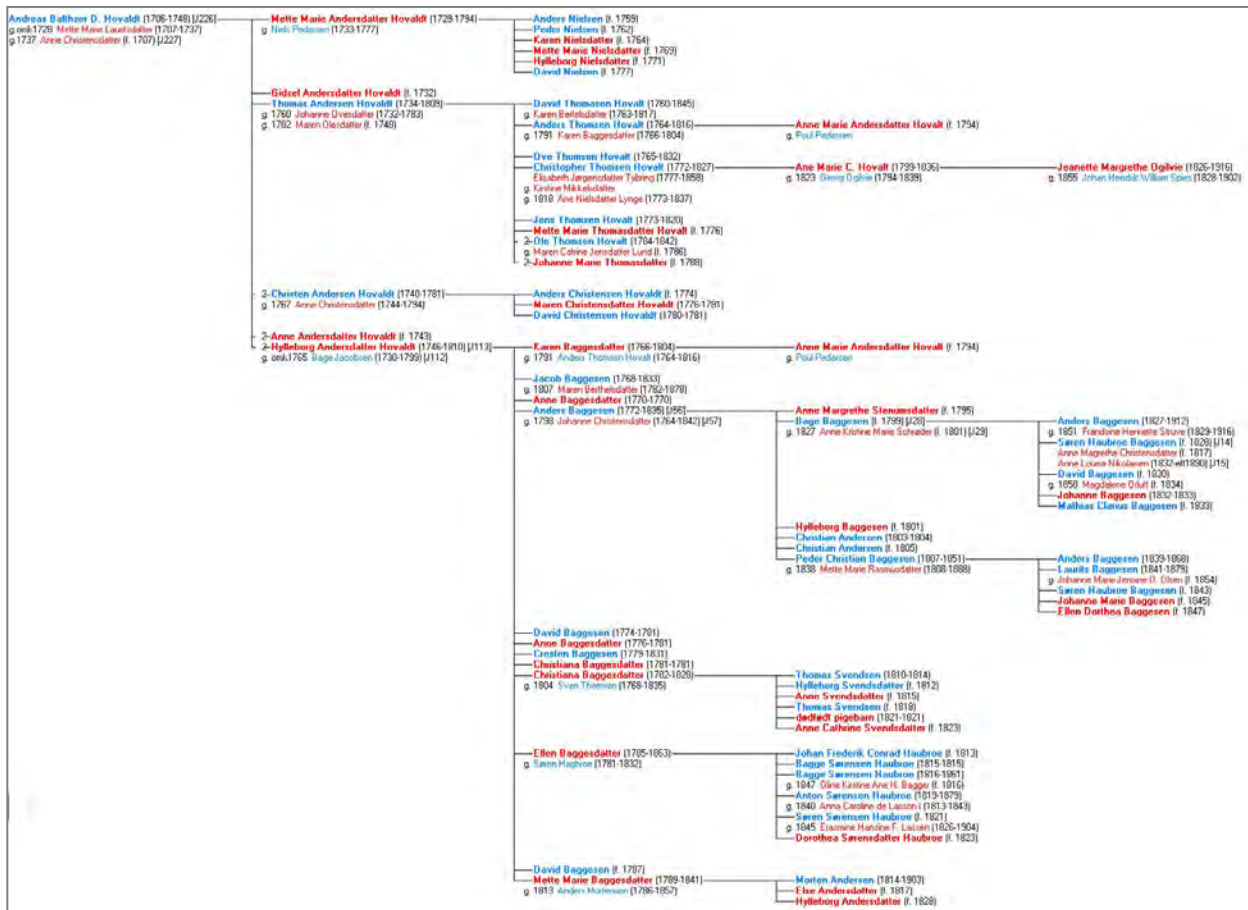 Andreas Balthzer D. Hovaldt (1706-1748) [J226]
g.omk1728 Mette Marie Lauritsdatter (1707-1737)
g.1737 Anne Christensdatter (f. 1707) [J227]
Mette Marie Andersdatter Hovaldt (1729-1794)
g. Niels Pedersen (1733-1777)
Anders Nielsen (f. 1759)
Peder Nielsen (f. 1762)
Karen Nielsdatter (f. 1764)
Mette Marie Nielsdatter (f. 1769)
Hylleborg Nielsdatter (f. 1771)
David Nielsen (f. 1777)
Gidsel Andersdatter Hovaldt (f. 1732)
Thomas Andersen Hovaldt (1734-1809)
g. 1760 Johanne Ovesdatter (1732-1783)
g. 1782 Maren Olesdatter (f. 1748)
David Thomasen Hovalt (1760-1845)
g. Karen Bertelsdatter (1763-1817)
Anders Thomsen Hovalt (1764-1816)
g. 1791 Karen Baggesdatter (1766-1804)
Anne Marie Andersdatter Hovalt (f. 1794)
g. Poul Pedersen
Ove Thomsen Hovalt (1765-1832)
Christopher Thomsen Hovalt (1772-1827)
Elisabeth Jørgensdatter Tybring (1777-1858)
g. Kirstine Mikkelsdatter
g. 1818 Ane Nielsdatter Lynge (1773-1837)
Ane Marie C. Hovalt (1799-1836)
g. 1823 Georg Ogilvie (1794-1839)
Jeanette Margrethe Ogilvie (1826-1916)
g. 1855 Johan Hendrik William Spies (1828-1902)
Jens Thomsen Hovalt (1773-1820)
Mette Marie Thomasdatter Hovalt (f. 1776)
2- Ole Thomsen Hovalt (1784-1842)
g. Maren Catrine Jensdatter Lund (f. 1786)
2- Johanne Marie Thomasdatter (f. 1788)
2- Christen Andersen Hovaldt (1740-1781)
g. 1767 Anne Christensdatter (1744-1794)
Anders Christensen Hovaldt (f. 1774)
Maren Christensdatter Hovaldt (1776-1781)
David Christensen Hovaldt (1780-1781)
2- Anne Andersdatter Hovaldt (f. 1743)
2- Hylleborg Andersdatter Hovaldt (1746-1810) [J113]
g. omk1765 Bage Jacobsen (1730-1799) [J112]
Karen Baggesdatter (1766-1804)
g. 1791 Anders Thomsen Hovalt (1764-1816)
Anne Marie Andersdatter Hovalt (f. 1794)
g. Poul Pedersen
Jacob Baggesen (1768-1833)
g. 1807 Maren Berthelsdatter (1782-1878)
Anne Baggesdatter (1770-1770)
Anders Baggesen (1772-1835) [J56]
g. 1798 Johanne Christensdatter (1764-1842) [J57]
Anne Margrethe Stenumsdatter (f. 1795)
Bage Baggesen (f. 1799) [J28]
g. 1827 Anne Kristine Marie Schrøder (f. 1801) [J29]
Anders Baggesen (1827-1912)
g. 1851 Frandsine Henriette Struve (1829-1916)
Søren Haubroe Baggesen (f. 1828) [J14]
Anne Magrethe Christensdatter (f. 1817)
Anne Louise Nikolaisen (1832-eft1890) [J15]
David Baggesen (f. 1830)
g. 1858 Magdalene Orluff (f. 1834)
Johanne Baggesen (1832-1833)
Mathias Clarius Baggesen (f. 1833)
Hylleborg Baggesen (f. 1801)
Christian Andersen (1803-1804)
Christian Andersen (f. 1805)
Peder Christian Baggesen (1807-1851)
g. 1838 Mette Marie Rasmusdatter (1808-1888)
Anders Baggesen (1839-1868)
Laurits Baggesen (1841-1879)
g. Johanne Marie Jensine D. Olsen (f. 1854)
Søren Haubroe Baggesen (f. 1843)
Johanne Marie Baggesen (f. 1845)
Ellen Dorthea Baggesen (f. 1847)
David Baggesen (1774-1781)
Anne Baggesdatter (1776-1781)
Cresten Baggesen (1779-1831)
Christiana Baggesdatter (1781-1781)
Christiana Baggesdatter (1782-1828)
g. 1804 Sven Thomsen (1768-1835)
Thomas Svendsen (1810-1814)
Hylleborg Svendsdatter (f. 1812)
Anne Svendsdatter (f. 1815)
Thomas Svendsen (f. 1818)
dødfødt pigebarn (1821-1821)
Anne Cathrine Svendsdatter (f. 1823)
Ellen Baggesdatter (1785-1863)
g. Søren Hagbroe (1781-1832)
Johan Frederik Conrad Haubroe (f. 1813)
Bagge Sørensen Haubroe (1815-1815)
Bagge Sørensen Haubroe (1816-1861)
g. 1847 Oline Kirstine Ane H. Bagger (f. 1816)
Anton Sørensen Haubroe (1819-1879)
g. 1840 Anna Caroline de Lasson i (1813-1843)
Søren Sørensen Haubroe (f. 1821)
g. 1845 Erasmine Hansine F. Lassen (1826-1904)
Dorothea Sørensdatter Haubroe (f. 1823)
David Baggesen (f. 1787)
Mette Marie Baggesdatter (1789-1841)
g. 1813 Anders Mortensen (1786-1857)
Morten Andersen (1814-1903)
Else Andersdatter (f. 1817)
Hylleborg Andersdatter (f. 1828)